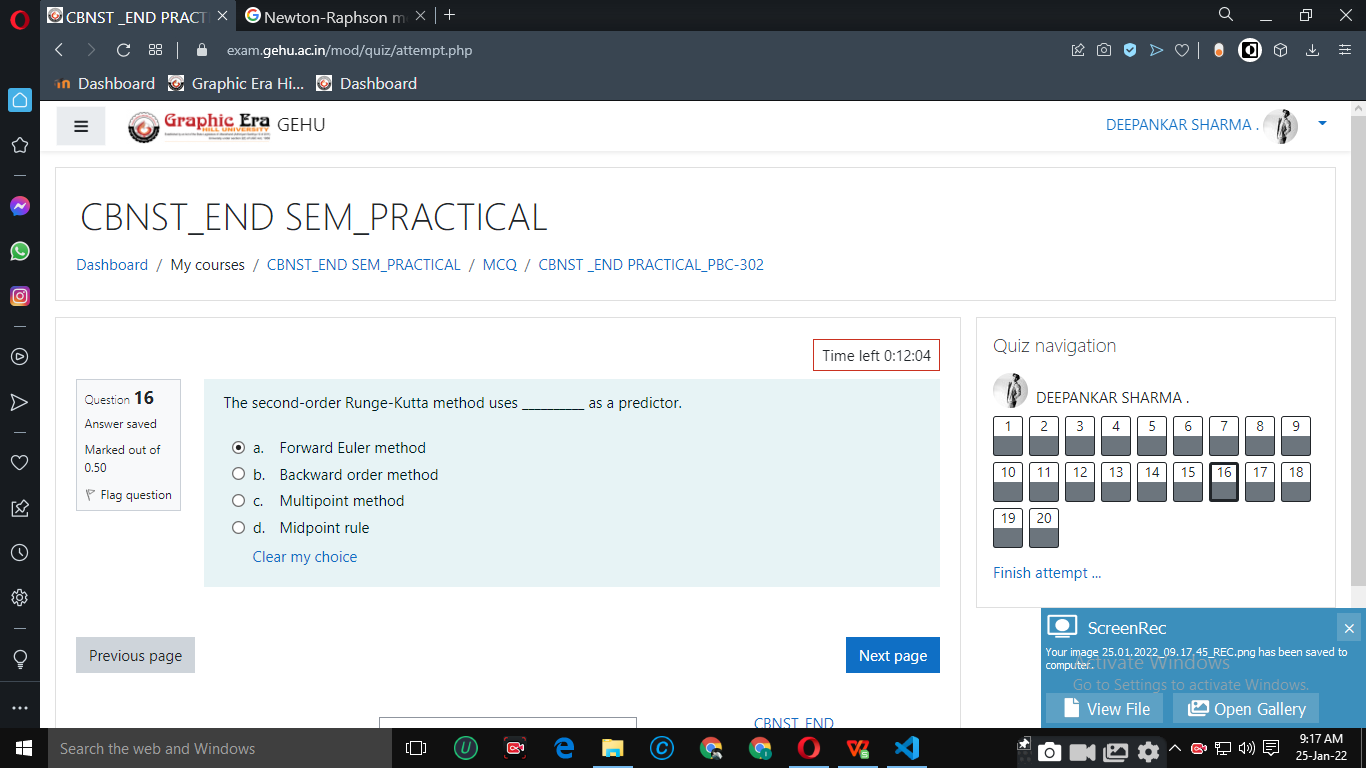 CBNST _END PRACT
Newton-Raphson m
exam.gehu.ac.in/mod/quiz/attempt.php
Dashboard
Graphic Era Hi...
Dashboard
Graphic Era
HILL UNIVERSITY
GEHU
DEEPANKAR SHARMA .
CBNST_END SEM_PRACTICAL
Dashboard / My courses / CBNST_END SEM_PRACTICAL / MCQ / CBNST _END PRACTICAL_PBC-302
Time left 0:12:04
Question 16
Answer saved
Marked out of
0.50
Flag question
The second-order Runge-Kutta method uses __________ as a predictor.
a. Forward Euler method
b. Backward order method
c. Multipoint method
d. Midpoint rule
Clear my choice
Previous page
Next page
CBNST_END
Quiz navigation
DEEPANKAR SHARMA .
1 2 3 4 5 6 7 8 9
10 11 12 13 14 15 16 17 18
19 20
Finish attempt ...
ScreenRec
Your image 25.01.2022_09.17.45_REC.png has been saved to
computer.
Activate Windows
Go to Settings to activate Windows.
View File
Open Gallery
Search the web and Windows
9:17 AM
25-Jan-22